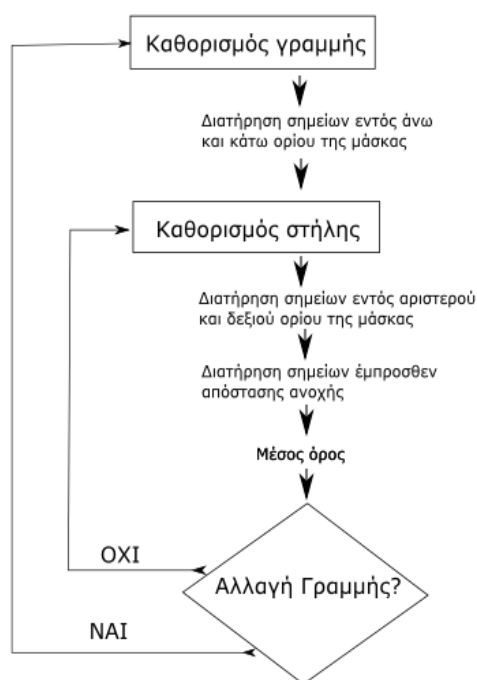 Καθορισμός γραμμής
Διατήρηση σημείων εντός άνω
και κάτω ορίου της μάσκας
Καθορισμός στήλης
Διατήρηση σημείων εντός αριστερού
και δεξιού ορίου της μάσκας
Διατήρηση σημείων έμπροσθεν
απόστασης ανοχής
Μέσος όρος
Αλλαγή Γραμμής?
ΟΧΙ
ΝΑΙ